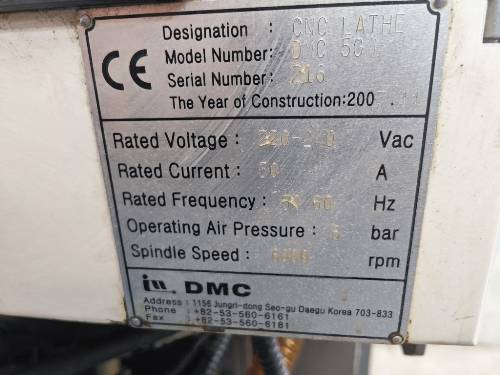 Designation : CNC LATHE
CE
Model Number:
Serial Number: 216
The Year of Construction:200
Rated Voltage : Vac
Rated Current : A
Rated Frequency : 60 Hz
Operating Air Pressure : bar
Spindle Speed : rpm
DMC
Address : 1156 Jungri-dong Seo-gu Daegu Korea 703-833
Phone : +82-53-560-6161
Fax : +82-53-560-6181